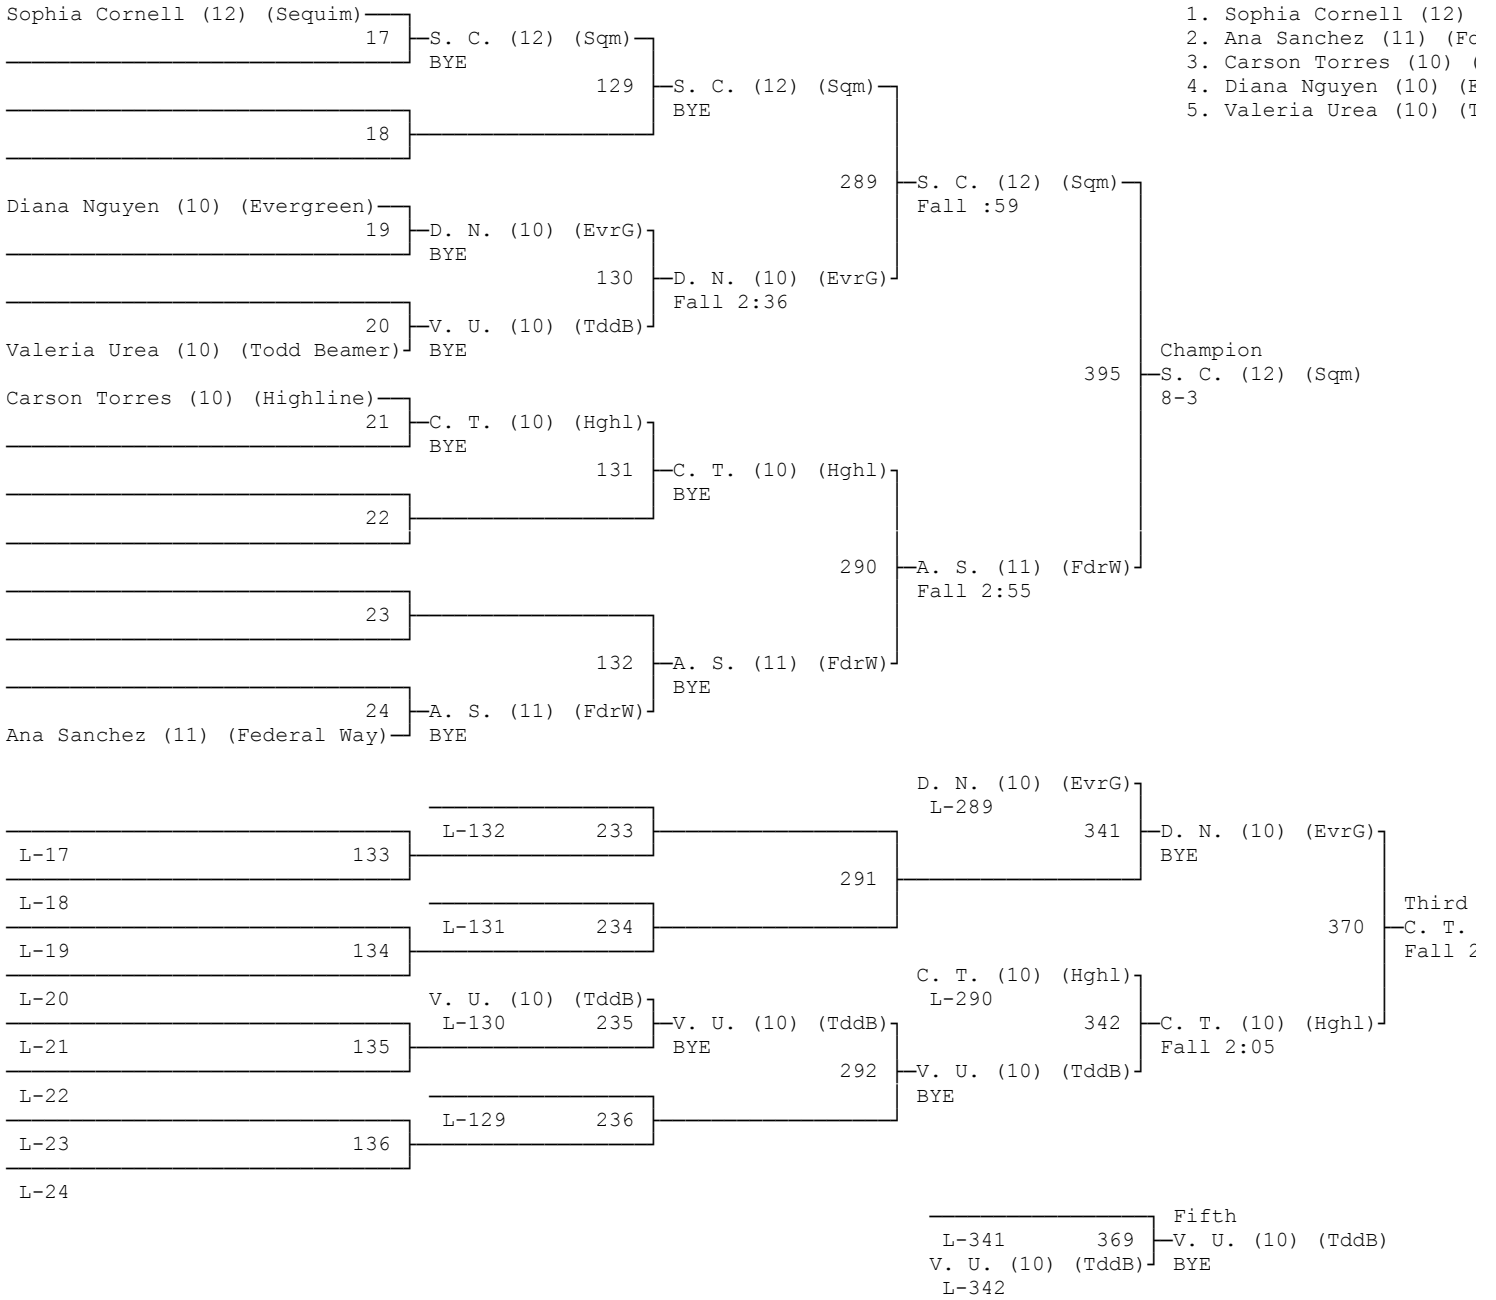 Sophia Cornell (12) (Sequim)
1. Sophia Cornell (12)
17 S. C. (12) (Sqm)
2. Ana Sanchez (11)
BYE
3. Carson Torres (10)
129 S. C. (12) (Sqm)
4. Diana Nguyen (10)
BYE
5. Valeria Urea (10)
18
289 S. C. (12) (Sqm)
Diana Nguyen (10) (Evergreen)
Fall :59
19 D. N. (10) (EvrG)
BYE
130 D. N. (10) (EvrG)
Fall 2:36
20 V. U. (10) (TddB)
Valeria Urea (10) (Todd Beamer)
BYE
Champion
395 S. C. (12) (Sqm)
Carson Torres (10) (Highline)
8-3
21 C. T. (10) (Hghl)
BYE
131 C. T. (10) (Hghl)
BYE
22
290 A. S. (11) (FdrW)
Fall 2:55
23
132 A. S. (11) (FdrW)
BYE
24 A. S. (11) (FdrW)
Ana Sanchez (11) (Federal Way)
BYE
D. N. (10) (EvrG)
L-289
L-132 233
341 D. N. (10) (EvrG)
L-17 133
BYE
291
L-18
Third
L-131 234
370 C. T.
L-19 134
Fall
C. T. (10) (Hghl)
L-20
V. U. (10) (TddB)
L-290
L-130 235 V. U. (10) (TddB)
342 C. T. (10) (Hghl)
L-21 135
BYE
Fall 2:05
292 V. U. (10) (TddB)
L-22
BYE
L-129 236
L-23 136
L-24
Fifth
L-341 369 V. U. (10) (TddB)
V. U. (10) (TddB)
BYE
L-342